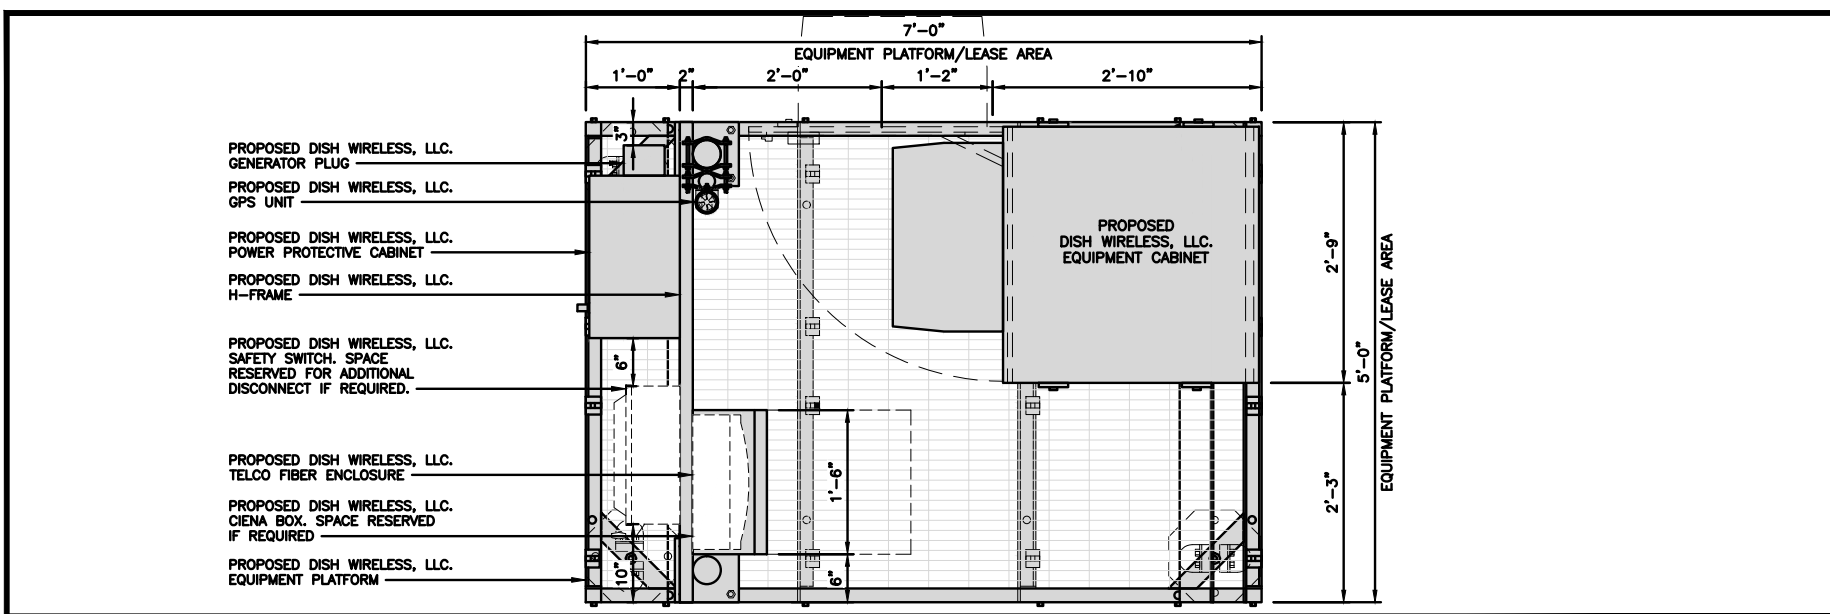 7'-0"
EQUIPMENT PLATFORM/LEASE AREA
1'-0" 2" 2'-0" 1'-2" 2'-10"
3"
PROPOSED DISH WIRELESS, LLC.
GENERATOR PLUG
PROPOSED DISH WIRELESS, LLC.
GPS UNIT
PROPOSED DISH WIRELESS, LLC.
POWER PROTECTIVE CABINET
PROPOSED DISH WIRELESS, LLC.
H-FRAME
PROPOSED DISH WIRELESS, LLC.
SAFETY SWITCH. SPACE
RESERVED FOR ADDITIONAL
DISCONNECT IF REQUIRED.
PROPOSED DISH WIRELESS, LLC.
TELCO FIBER ENCLOSURE
PROPOSED DISH WIRELESS, LLC.
CIENA BOX. SPACE RESERVED
IF REQUIRED
PROPOSED DISH WIRELESS, LLC.
EQUIPMENT PLATFORM
6"
10"
1'-6"
6"
PROPOSED
DISH WIRELESS, LLC.
EQUIPMENT CABINET
2'-9"
2'-3"
5'-0"
EQUIPMENT PLATFORM/LEASE AREA